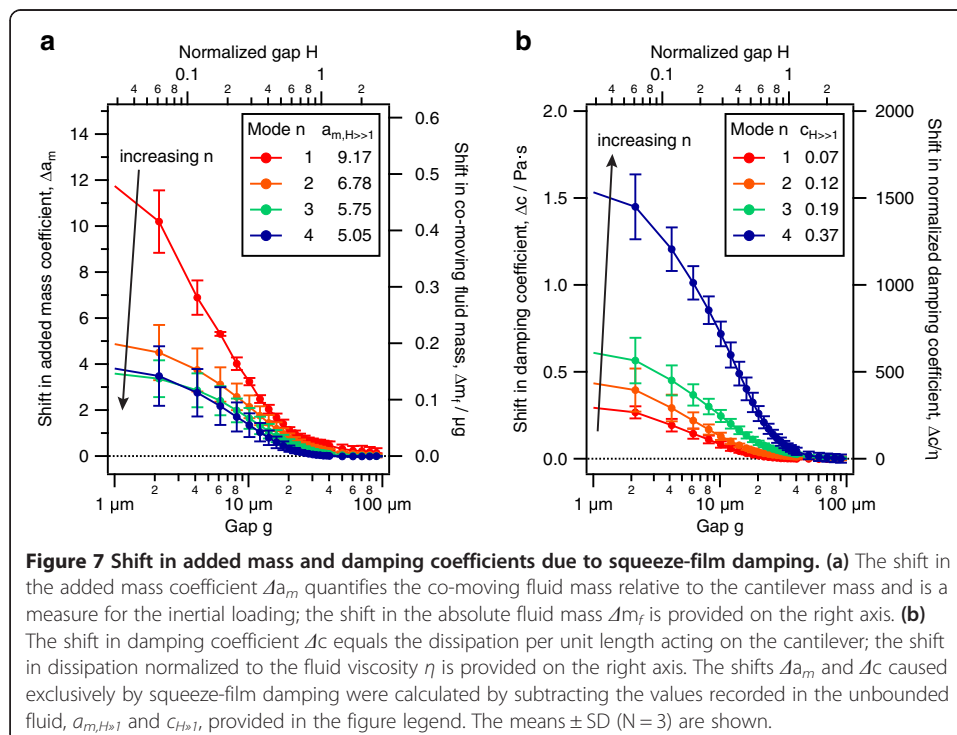 a
Normalized gap H
4 6 8 0.1 2 4 6 8 1 2
Shift in added mass coefficient, Δaₘ
14
12
10
8
6
4
2
0
increasing n
Mode n aₘ,H>>1
1 9.17
2 6.78
3 5.75
4 5.05
0.6
0.5
0.4
0.3
0.2
0.1
0.0
Shift in co-moving fluid mass, Δmf / µg
1 µm 2 4 6 8 10 µm 2 4 6 8 100 µm
Gap g
b
Normalized gap H
4 6 8 0.1 2 4 6 8 1 2
Shift in damping coefficient, Δc / Pa·s
2.0
1.5
1.0
0.5
0.0
increasing n
Mode n cH>>1
1 0.07
2 0.12
3 0.19
4 0.37
2000
1500
1000
500
0
Shift in normalized damping coefficient, Δc/η
1 µm 2 4 6 8 10 µm 2 4 6 8 100 µm
Gap g
Figure 7 Shift in added mass and damping coefficients due to squeeze-film damping. (a) The shift in
the added mass coefficient Δaₘ quantifies the co-moving fluid mass relative to the cantilever mass and is a
measure for the inertial loading; the shift in the absolute fluid mass Δmf is provided on the right axis. (b)
The shift in damping coefficient Δc equals the dissipation per unit length acting on the cantilever; the shift
in dissipation normalized to the fluid viscosity η is provided on the right axis. The shifts Δaₘ and Δc caused
exclusively by squeeze-film damping were calculated by subtracting the values recorded in the unbounded
fluid, aₘ,H»1 and cH»1, provided in the figure legend. The means ± SD (N = 3) are shown.